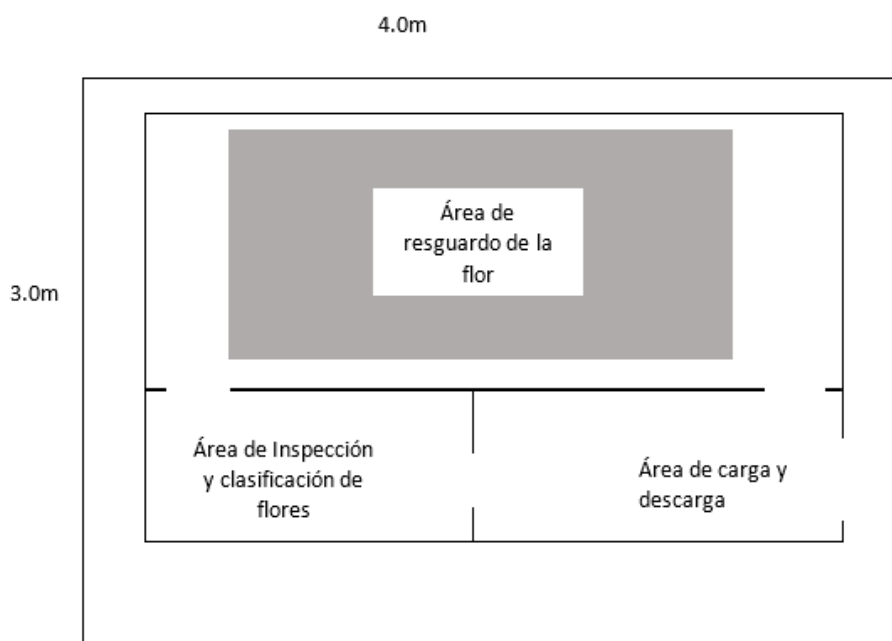 4.0m
Área de
resguardo de la
flor
3.0m
Área de Inspección
y clasificación de
flores
Área de carga y
descarga